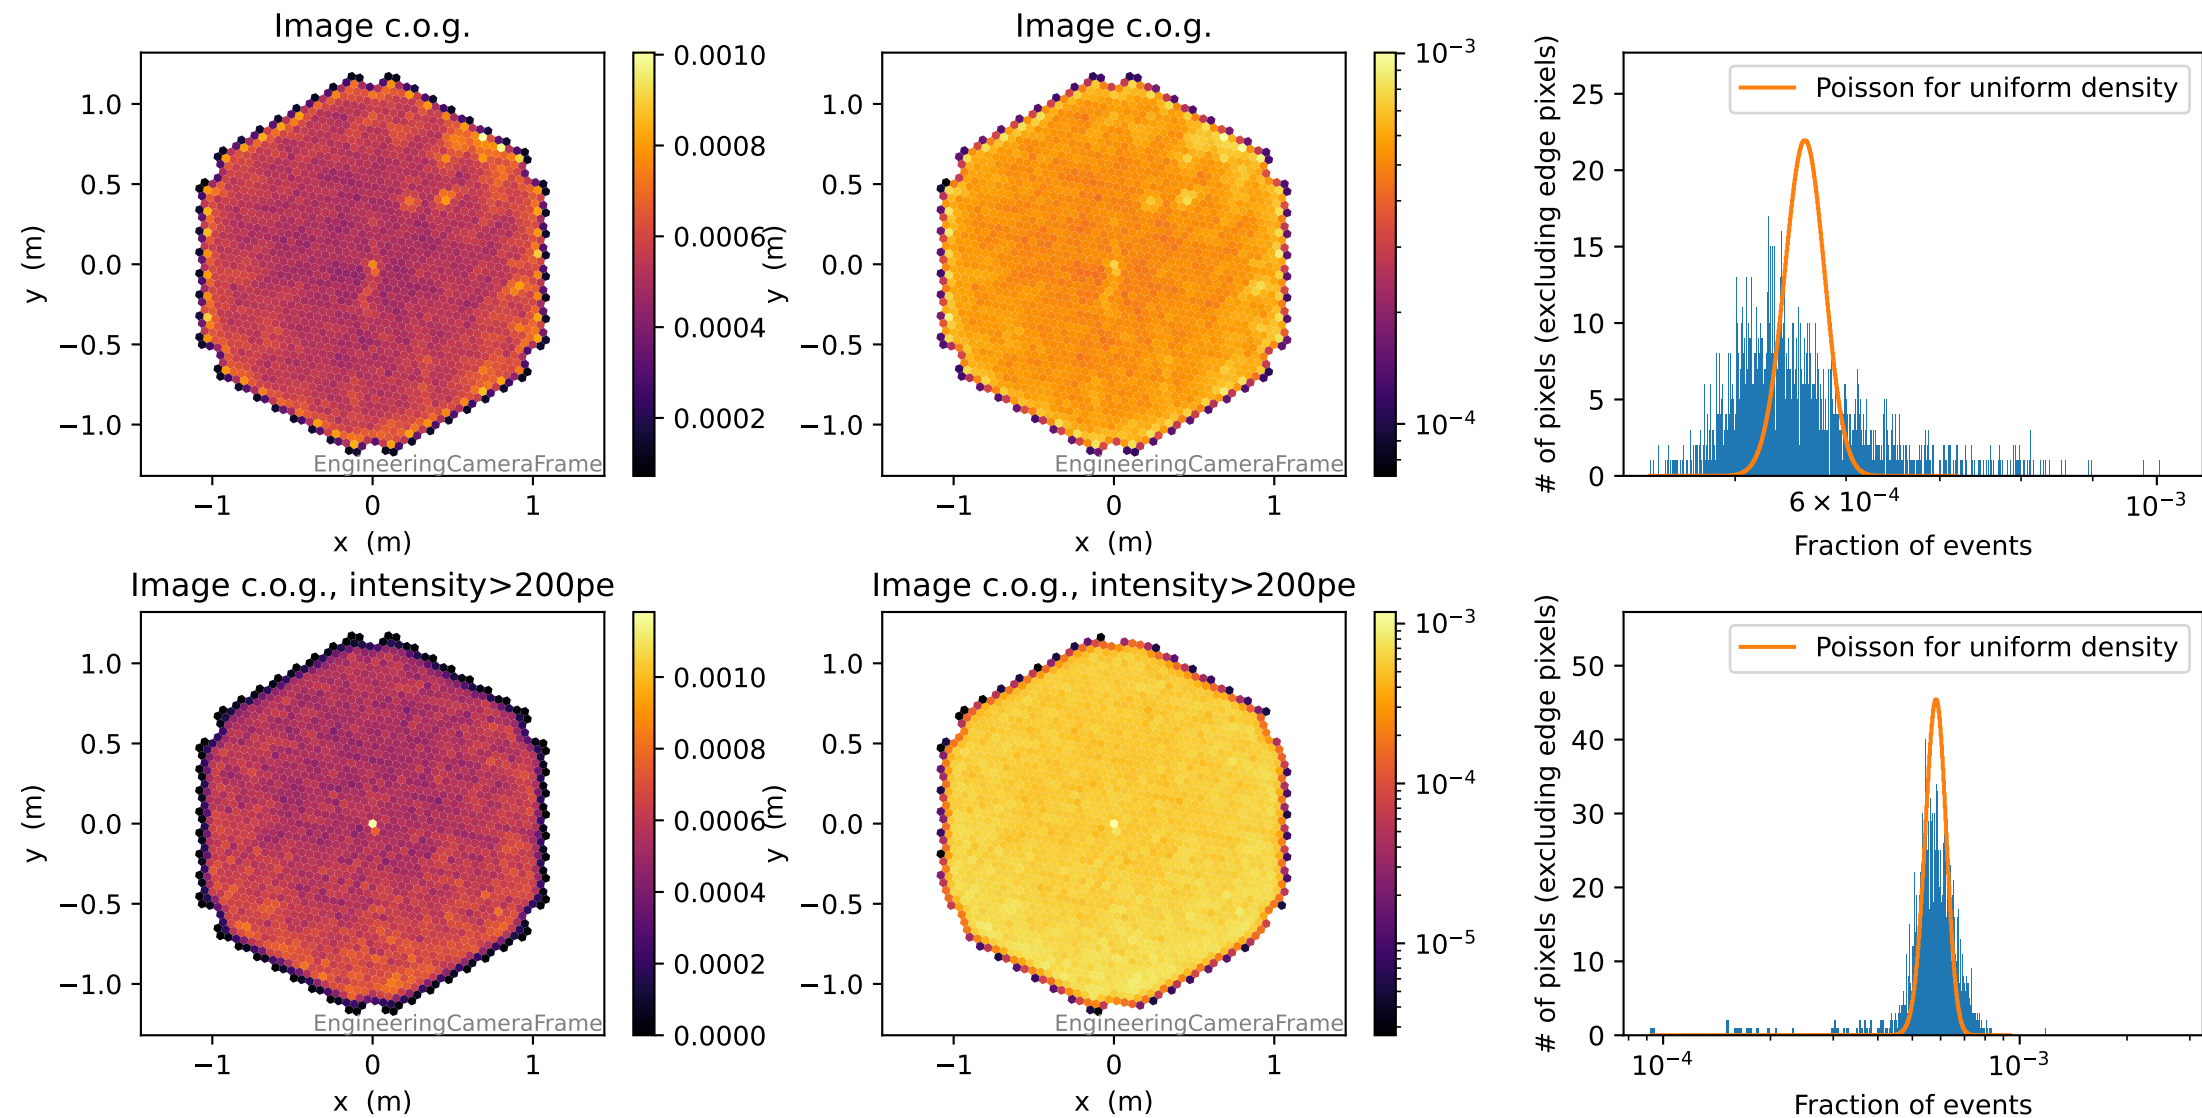 Image c.o.g.
1.0
0.5
0.0
−0.5
−1.0
y (m)
−1
0
1
x (m)
EngineeringCameraFrame
0.0010
0.0008
0.0006
0.0004
0.0002
Image c.o.g.
1.0
0.5
0.0
−0.5
−1.0
y (m)
−1
0
1
x (m)
EngineeringCameraFrame
10⁻³
10⁻⁴
# of pixels (excluding edge pixels)
25
20
15
10
5
0
Poisson for uniform density
6 × 10⁻⁴
10⁻³
Fraction of events
Image c.o.g., intensity>200pe
1.0
0.5
0.0
−0.5
−1.0
y (m)
−1
0
1
x (m)
EngineeringCameraFrame
0.0010
0.0008
0.0006
0.0004
0.0002
0.0000
Image c.o.g., intensity>200pe
1.0
0.5
0.0
−0.5
−1.0
y (m)
−1
0
1
x (m)
EngineeringCameraFrame
10⁻³
10⁻⁴
10⁻⁵
# of pixels (excluding edge pixels)
50
40
30
20
10
0
Poisson for uniform density
10⁻⁴
10⁻³
Fraction of events